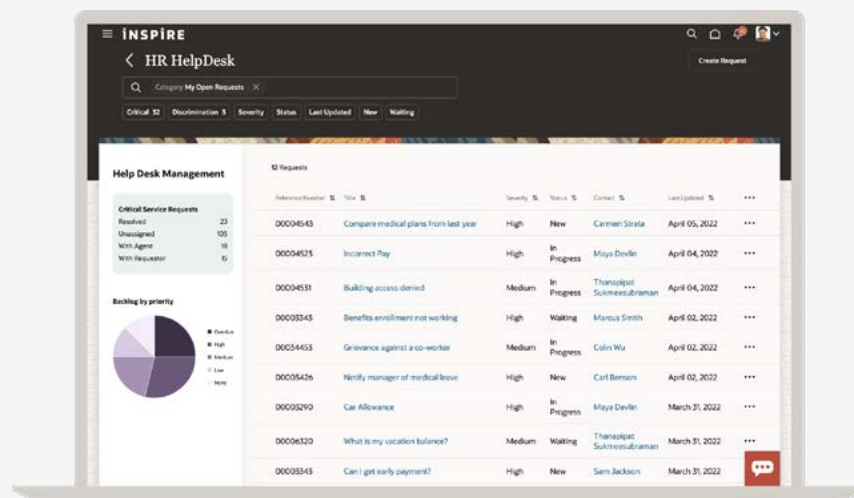 iNSPiRE
HR HelpDesk
Create Request
Category My Open Requests ×
Critical 32 Discrimination 3 Severity Status Last Updated New Waiting
Help Desk Management
Critical Service Requests
Resolved 23
Unassigned 105
With Agent 18
With Requestor 15
Backlog by priority
Overdue
High
Medium
Low
None
12 Requests
Reference Number Title Severity Status Contact Last Updated
00004543 Compare medical plans from last year High New Carmen Strata April 05, 2022
00004523 Incorrect Pay High In Progress Maya Devlin April 04, 2022
00004531 Building access denied Medium In Progress Thanapipat Sukmeesubraman April 04, 2022
00003343 Benefits enrollment not working High Waiting Marcus Smith April 02, 2022
00034453 Grievance against a co-worker Medium In Progress Colin Wu April 02, 2022
00003426 Notify manager of medical leave High New Carl Benson April 02, 2022
00003290 Car Allowance High In Progress Maya Devlin March 31, 2022
00006320 What is my vacation balance? Medium Waiting Thanapipat Sukmeesubraman March 31, 2022
00003343 Can I get early payment? High New Sam Jackson March 31, 2022